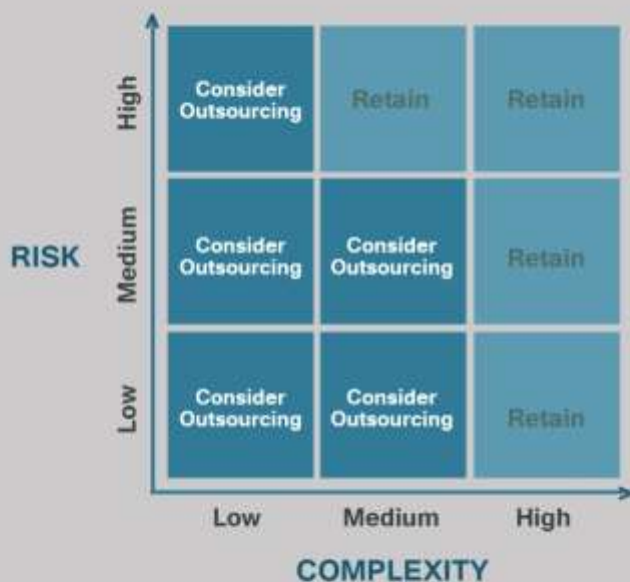 High
Consider
Outsourcing
Retain
Retain
RISK
Medium
Consider
Outsourcing
Consider
Outsourcing
Retain
Low
Consider
Outsourcing
Consider
Outsourcing
Retain
Low
Medium
High
COMPLEXITY